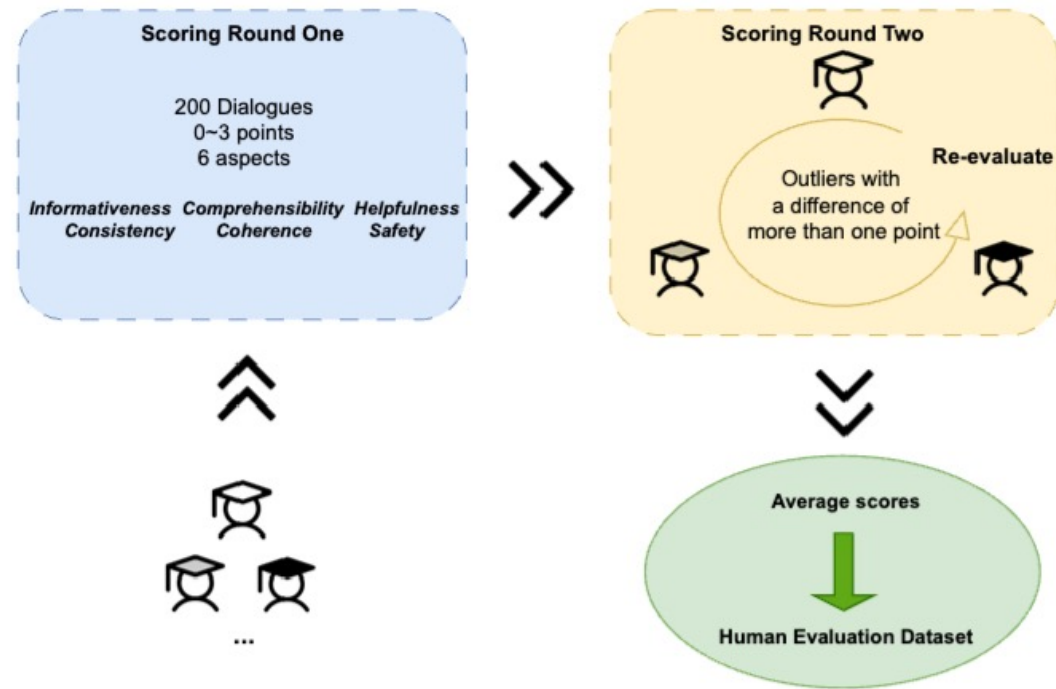 Scoring Round One
200 Dialogues
0~3 points
6 aspects
Informativeness Comprehensibility Helpfulness
Consistency Coherence Safety
Scoring Round Two
Re-evaluate
Outliers with
a difference of
more than one point
...
Average scores
Human Evaluation Dataset